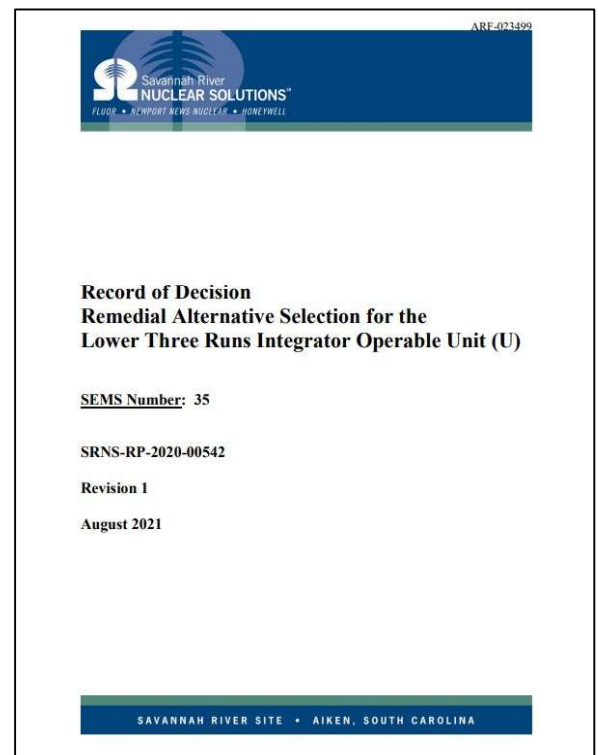 ARF-023499
Savannah River
NUCLEAR SOLUTIONS™
FLUOR • NEWPORT NEWS NUCLEAR • HONEYWELL
Record of Decision
Remedial Alternative Selection for the
Lower Three Runs Integrator Operable Unit (U)
SEMS Number: 35
SRNS-RP-2020-00542
Revision 1
August 2021
SAVANNAH RIVER SITE • AIKEN, SOUTH CAROLINA